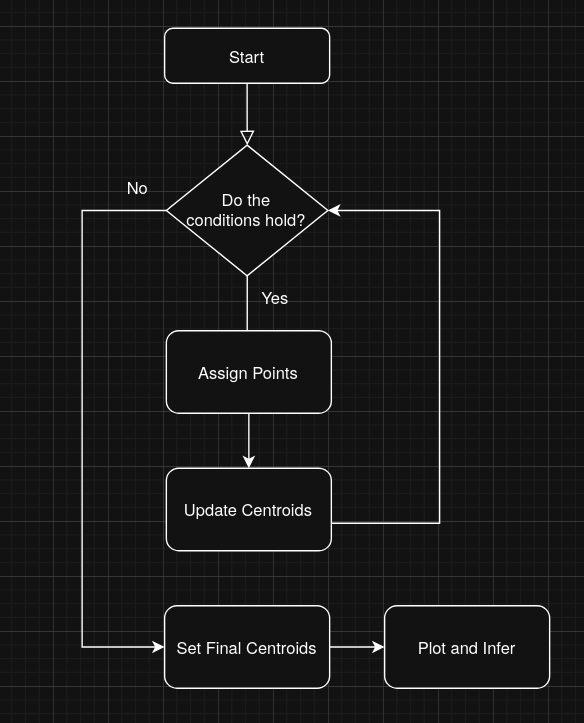 Start
No
Do the
conditions hold?
Yes
Assign Points
Update Centroids
Set Final Centroids
Plot and Infer